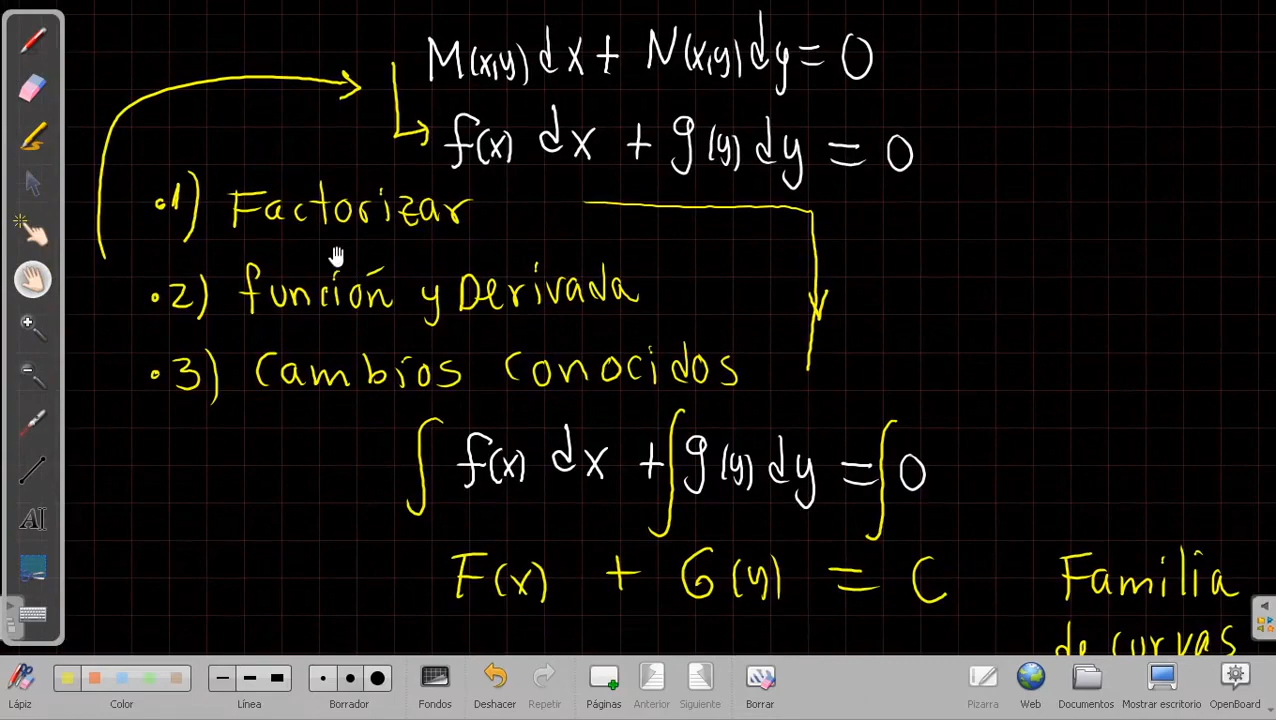 M(x,y)dx + N(x,y)dy = 0
f(x) dx + g(y)dy = 0
.1) Factorizar
.2) función y Derivada
.3) Cambios conocidos
∫ f(x) dx + ∫ g(y) dy = ∫ 0
F(x) + G(y) = C
Familia
de curvas
AI
Lápiz
Color
Línea
Borrador
Fondos
Deshacer
Repetir
Páginas
Anterior
Siguiente
Borrar
Pizarra
Web
Documentos
Mostrar escritorio
OpenBoard